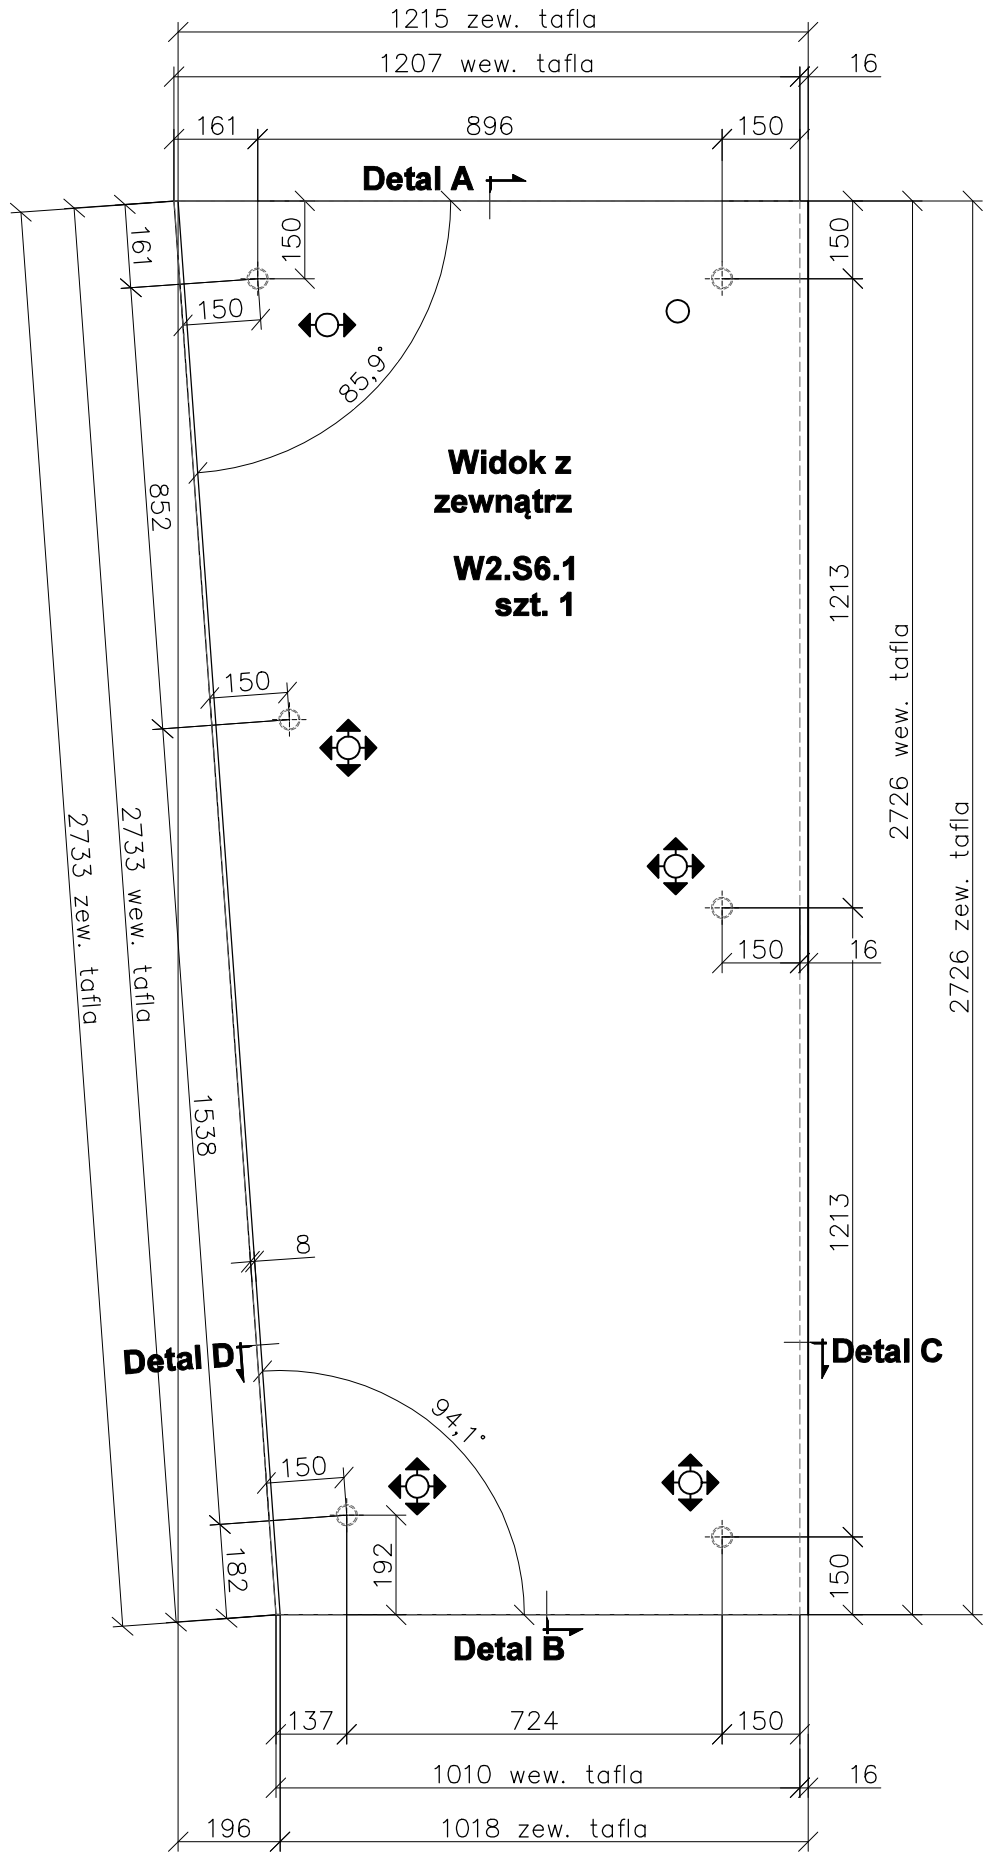 1215 zew. tafla
1207 wew. tafla
16
161
896
150
Detal A
161
150
150
150
85,9°
Widok z
zewnątrz
W2.S6.1
szt. 1
852
1213
2726 wew. tafla
150
2733 zew. tafla
2733 wew. tafla
2726 zew. tafla
150
16
1538
1213
8
Detal D
Detal C
94,1°
150
192
182
150
Detal B
137
724
150
1010 wew. tafla
16
196
1018 zew. tafla